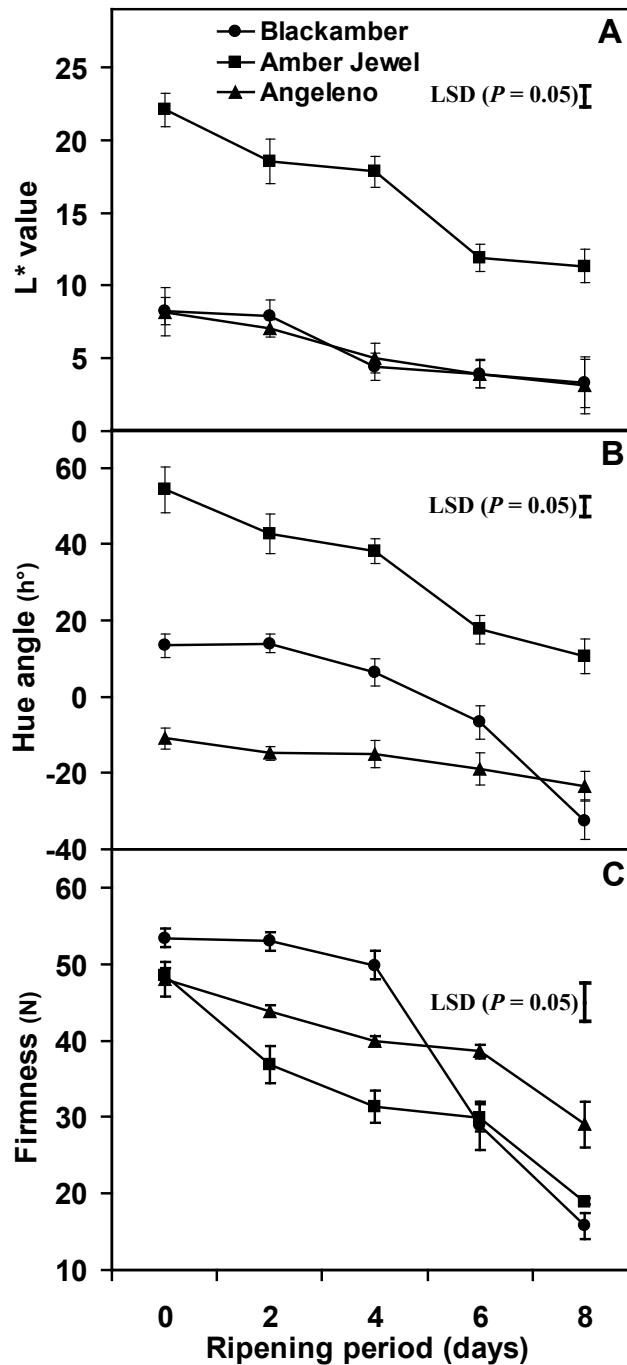 A
Blackamber
Amber Jewel
Angeleno
LSD (P = 0.05)
25
20
15
10
5
0
L* value
B
LSD (P = 0.05)
60
40
20
0
-20
-40
Hue angle (h°)
C
LSD (P = 0.05)
60
50
40
30
20
10
Firmness (N)
0 2 4 6 8
Ripening period (days)